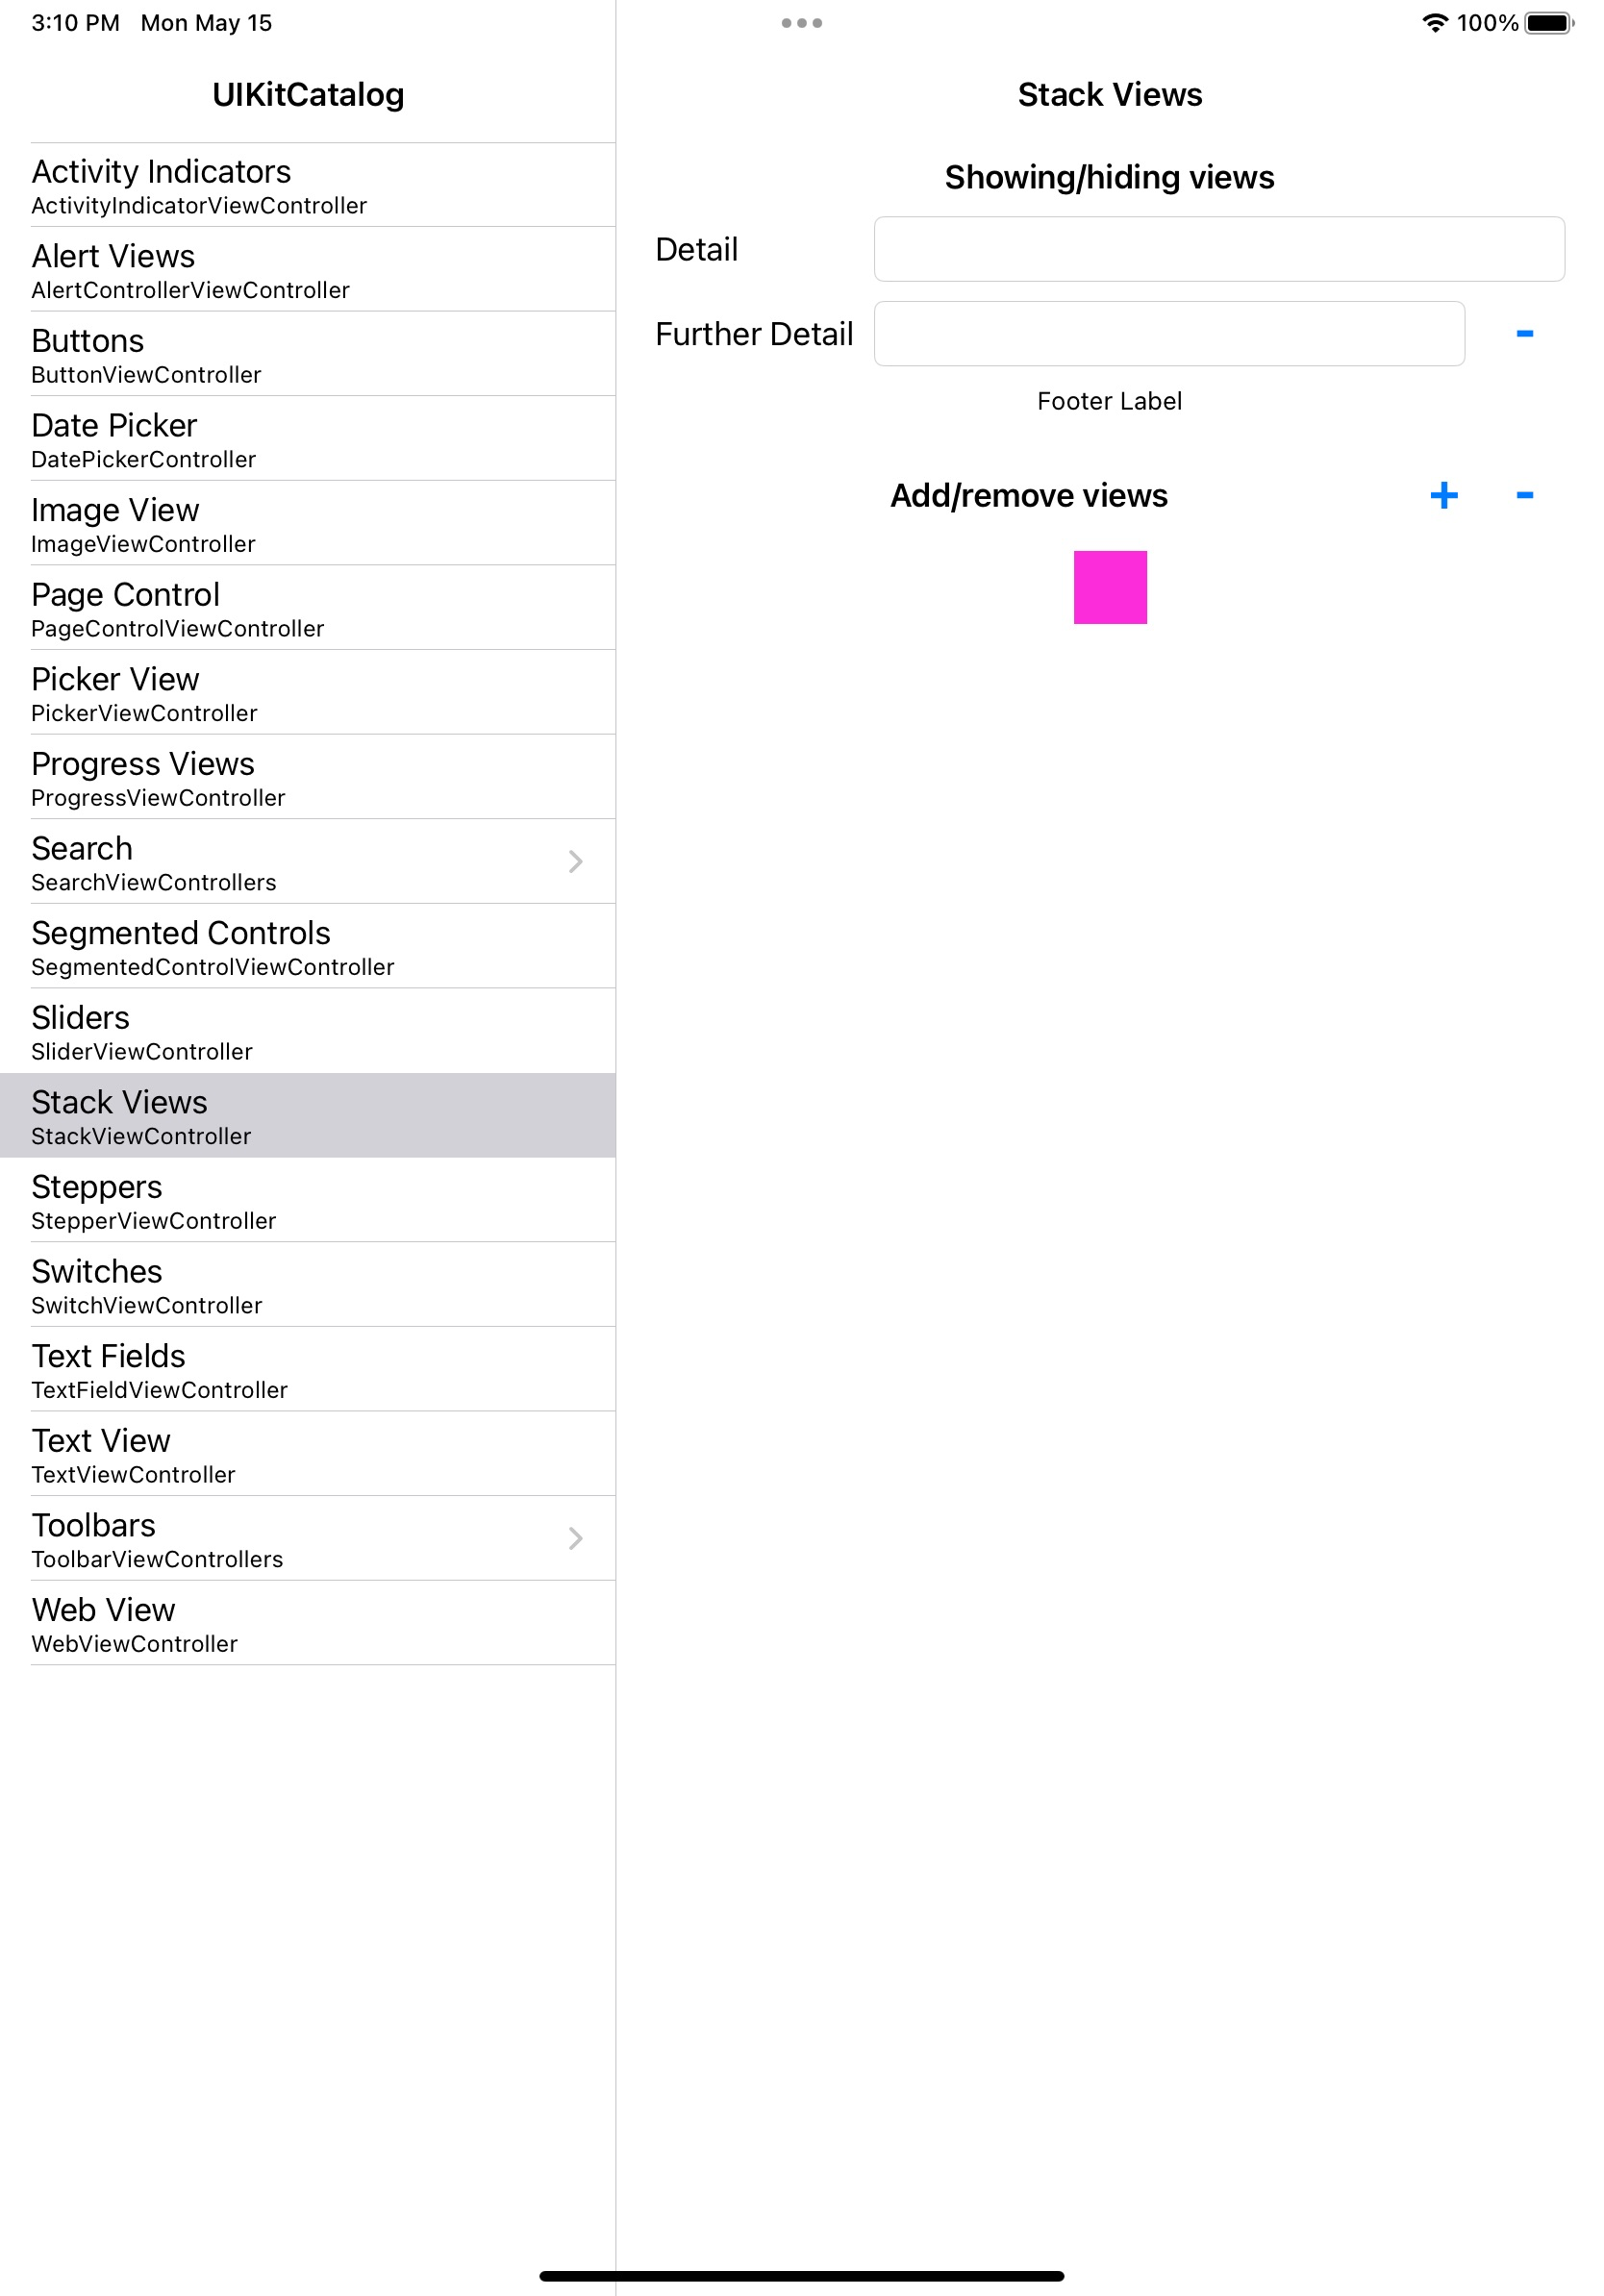 3:10 PM Mon May 15
100%
UIKitCatalog
Activity Indicators
ActivityIndicatorViewController
Alert Views
AlertControllerViewController
Buttons
ButtonViewController
Date Picker
DatePickerController
Image View
ImageViewController
Page Control
PageControlViewController
Picker View
PickerViewController
Progress Views
ProgressViewController
Search
SearchViewControllers
Segmented Controls
SegmentedControlViewController
Sliders
SliderViewController
Stack Views
StackViewController
Steppers
StepperViewController
Switches
SwitchViewController
Text Fields
TextFieldViewController
Text View
TextViewController
Toolbars
ToolbarViewControllers
Web View
WebViewController
Stack Views
Showing/hiding views
Detail
Further Detail -
Footer Label
Add/remove views + -